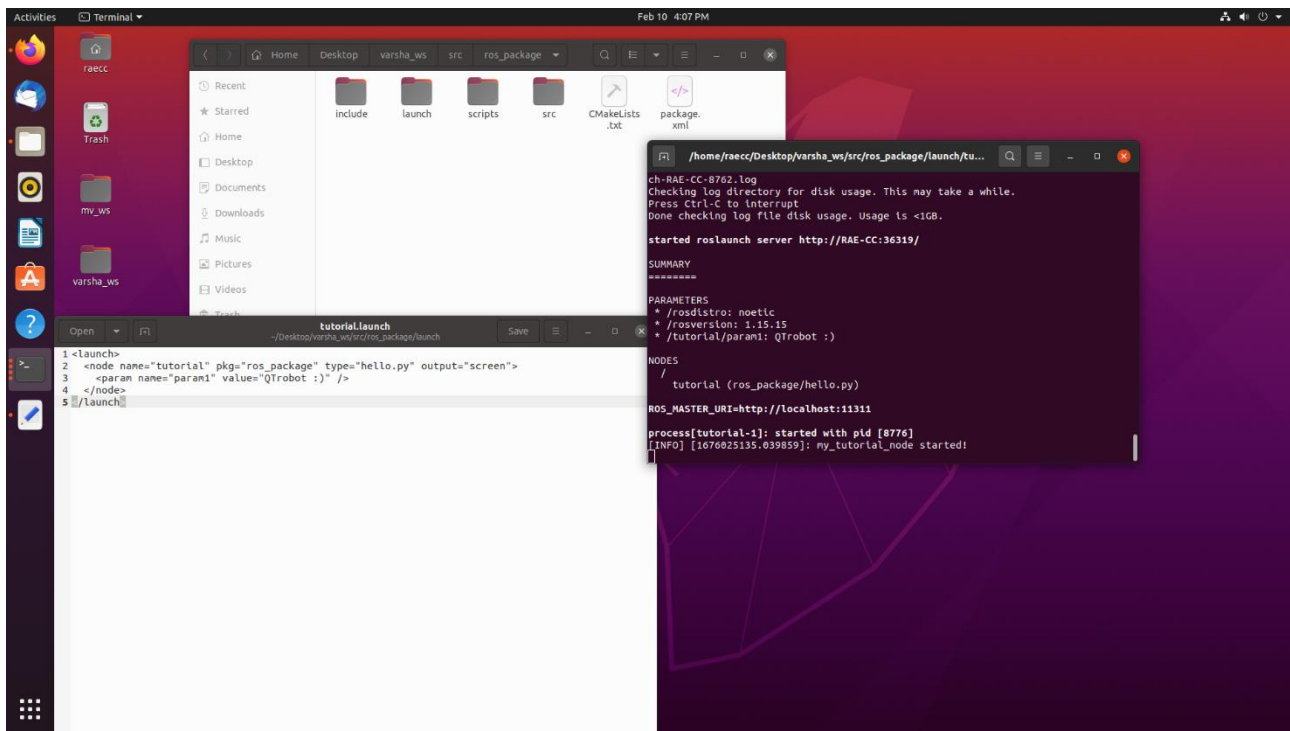 Activities
Terminal
Feb 10 4:07 PM
raecc
Trash
mv_ws
varsha_ws
Home Desktop varsha_ws src ros_package
Recent
Starred
Home
Desktop
Documents
Downloads
Music
Pictures
Videos
Trash
include
launch
scripts
src
CMakeLists
.txt
package.
xml
Open
tutorial.launch
~/Desktop/varsha_ws/src/ros_package/launch
Save
1 <launch>
2 <node name="tutorial" pkg="ros_package" type="hello.py" output="screen">
3 <param name="param1" value="QTrobot :)" />
4 </node>
5 </launch>
/home/raecc/Desktop/varsha_ws/src/ros_package/launch/tu...
ch-RAE-CC-8762.log
Checking log directory for disk usage. This may take a while.
Press Ctrl-C to interrupt
Done checking log file disk usage. Usage is <1GB.
started roslaunch server http://RAE-CC:36319/
SUMMARY
========
PARAMETERS
* /rosdistro: noetic
* /rosversion: 1.15.15
* /tutorial/param1: QTrobot :)
NODES
/
tutorial (ros_package/hello.py)
ROS_MASTER_URI=http://localhost:11311
process[tutorial-1]: started with pid [8776]
[INFO] [1676025135.039859]: my_tutorial_node started!